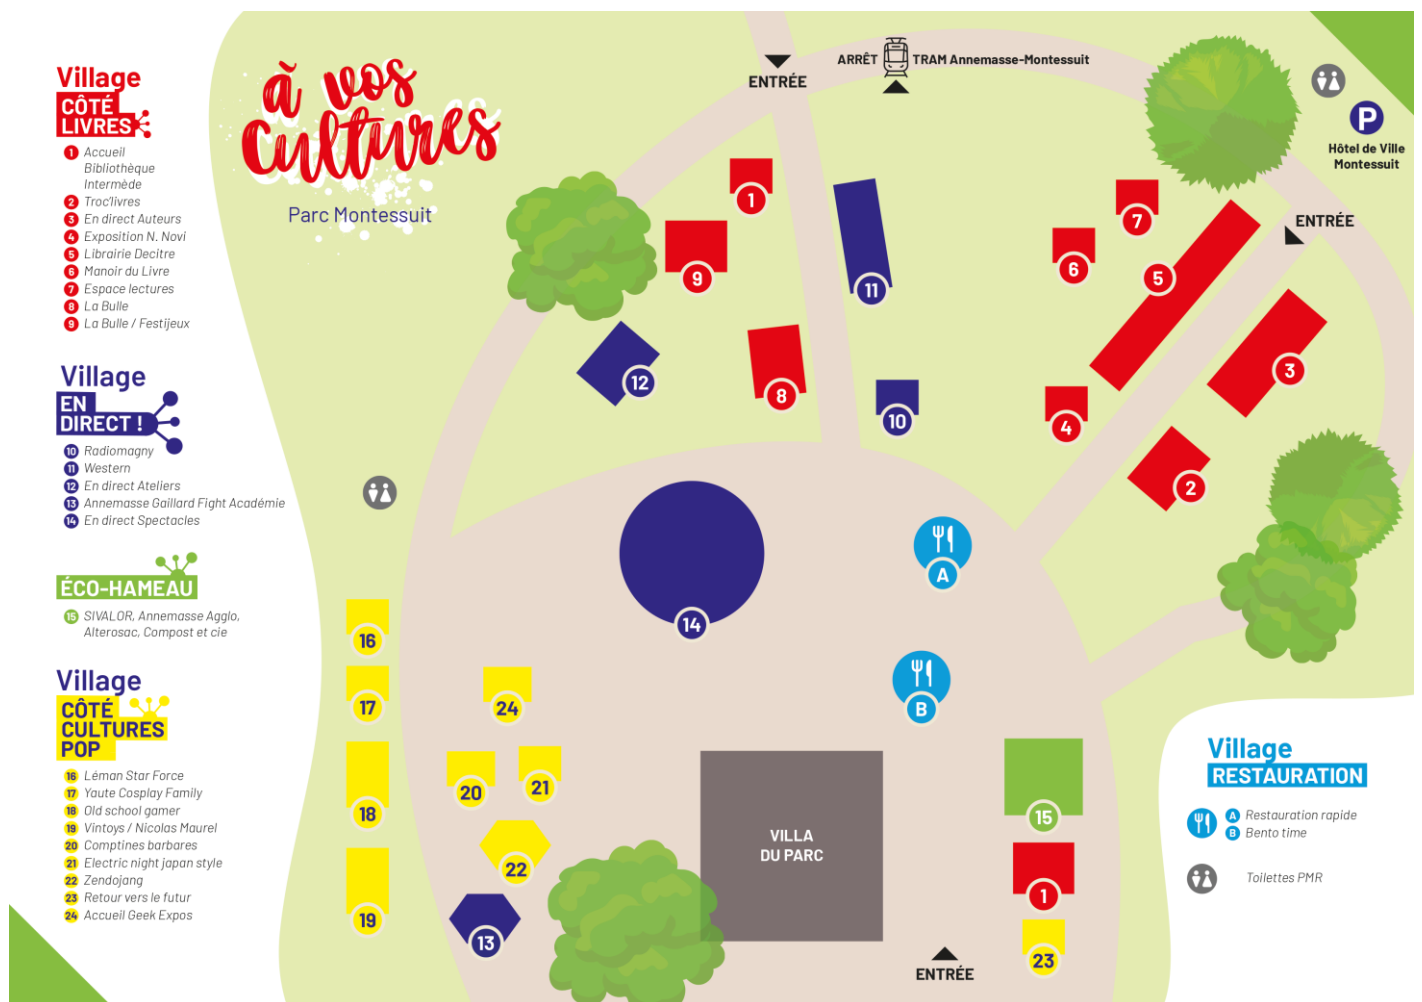 Village
CÔTÉ
LIVRES
1 Accueil
Bibliothèque
Intermède
2 Troc'livres
3 En direct Auteurs
4 Exposition N. Novi
5 Librairie Decitre
6 Manoir du Livre
7 Espace lectures
8 La Bulle
9 La Bulle / Festijeux
Village
EN
DIRECT !
10 Radiomagny
11 Western
12 En direct Ateliers
13 Annemasse Gaillard Fight Académie
14 En direct Spectacles
ÉCO-HAMEAU
15 SIVALOR, Annemasse Agglo,
Alterosac, Compost et cie
Village
CÔTÉ
CULTURES
POP
16 Léman Star Force
17 Yaute Cosplay Family
18 Old school gamer
19 Vintoys / Nicolas Maurel
20 Comptines barbares
21 Electric night japan style
22 Zendojang
23 Retour vers le futur
24 Accueil Geek Expos
à vos
Cultures
Parc Montessuit
ENTRÉE
ARRÊT TRAM Annemasse-Montessuit
P
Hôtel de Ville
Montessuit
ENTRÉE
1
7
6
9
5
11
3
12
8
10
4
2
A
14
16
B
17
24
21
20
18
15
VILLA
DU PARC
22
1
19
13
23
ENTRÉE
Village
RESTAURATION
A Restauration rapide
B Bento time
Toilettes PMR